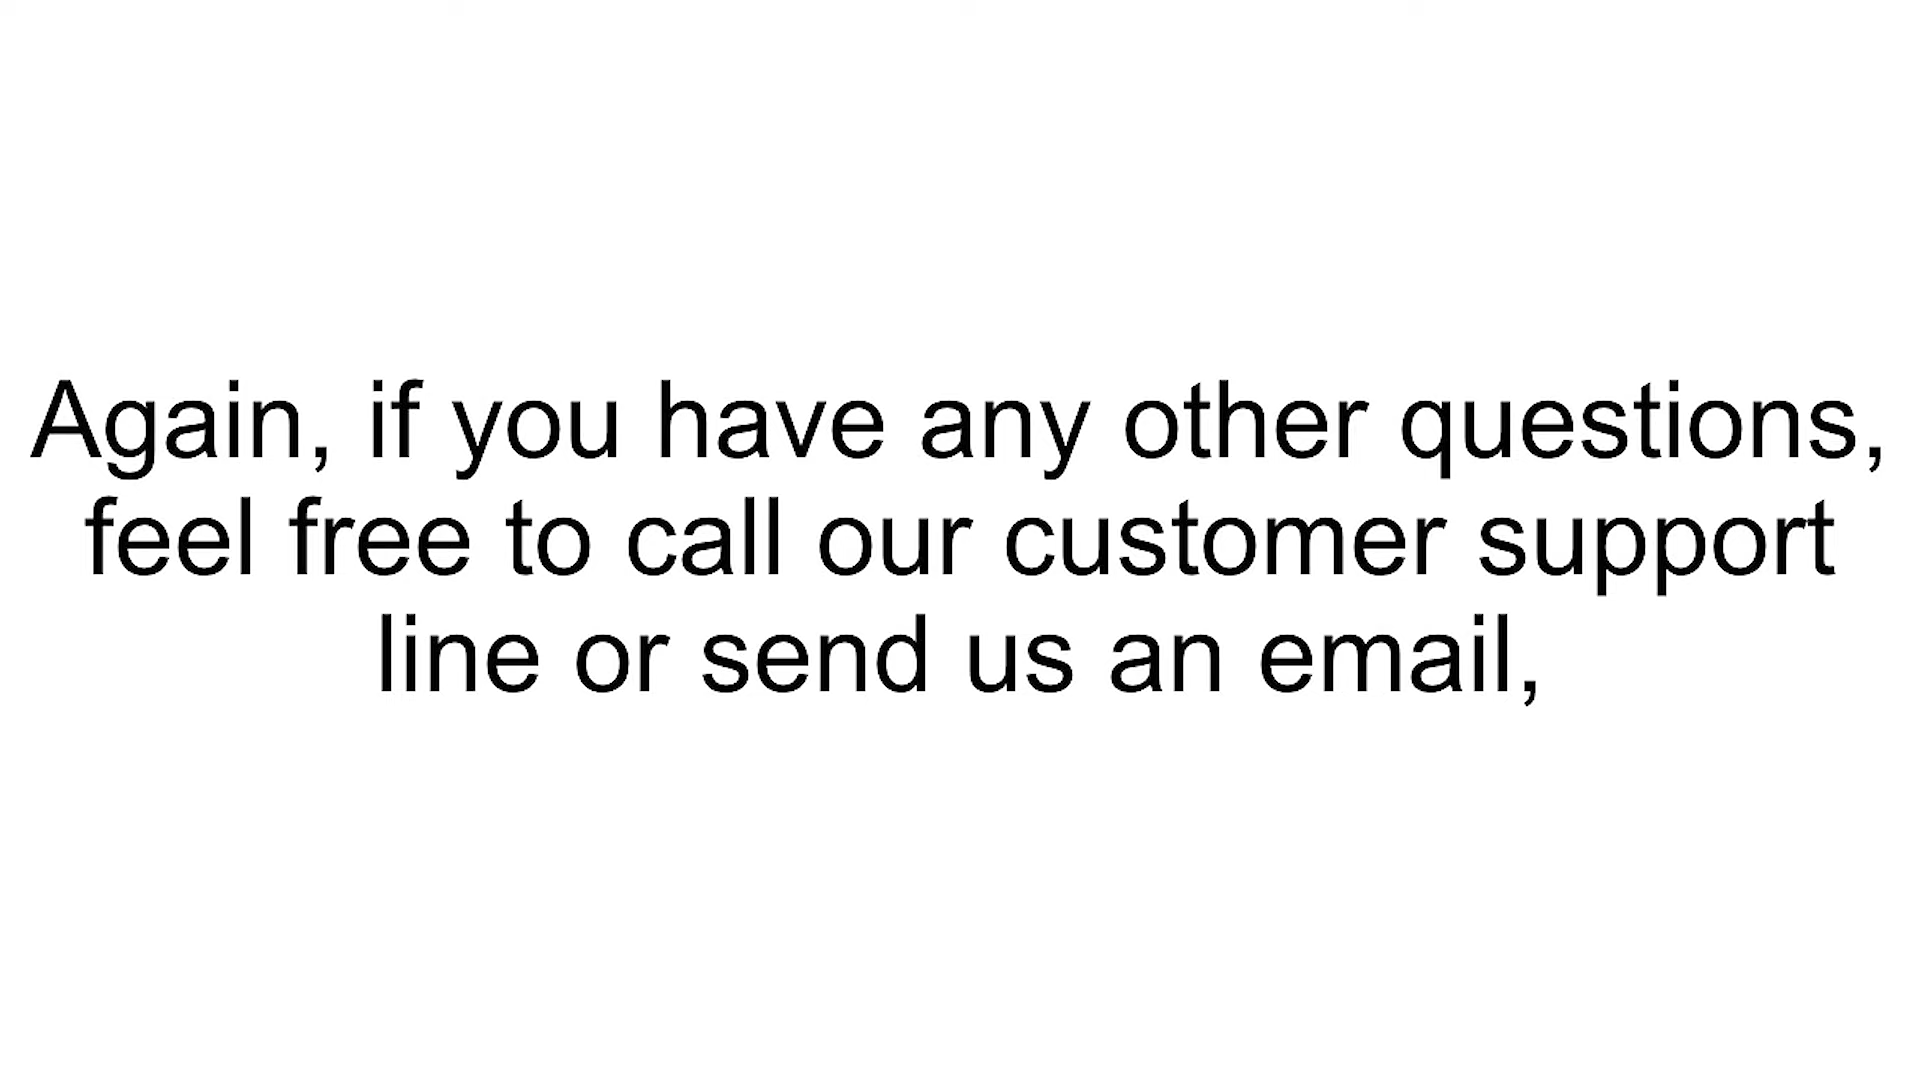 Again, if you have any other questions,
feel free to call our customer support
line or send us an email,